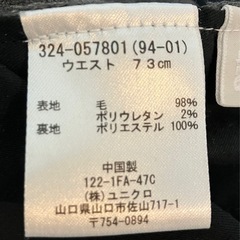 324-057801(94-01)
ウエスト 73cm
表地 毛 98%
ポリウレタン 2%
裏地 ポリエステル 100%
中国製
122-1FA-47C
(株)ユニクロ
山口県山口市佐山717-1
〒754-0894